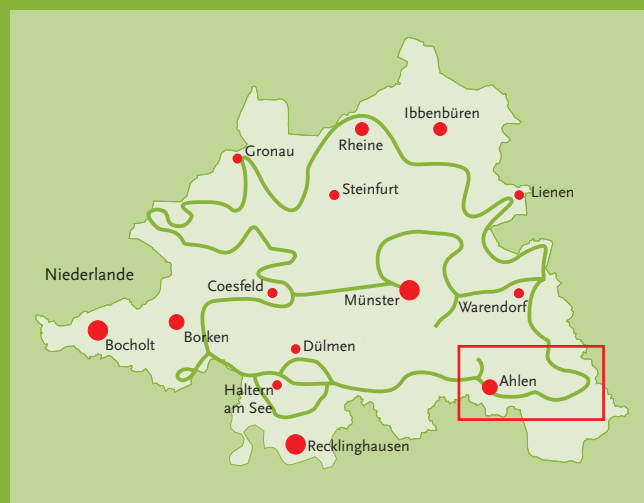 Ibbenbüren
Rheine
Gronau
Steinfurt
Lienen
Niederlande
Coesfeld
Münster
Warendorf
Bocholt
Borken
Dülmen
Ahlen
Haltern
am See
Recklinghausen